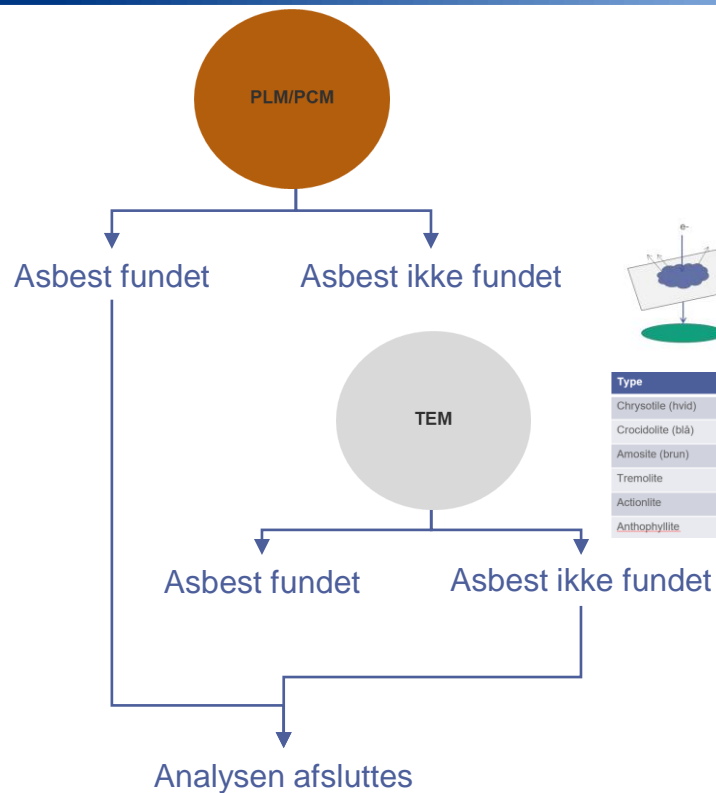 PLM/PCM
Asbest fundet
Asbest ikke fundet
e-
TEM
Type
Chrysotile (hvid)
Crocidolite (blå)
Amosite (brun)
Tremolite
Actionlite
Anthophyllite
Asbest fundet
Asbest ikke fundet
Analysen afsluttes